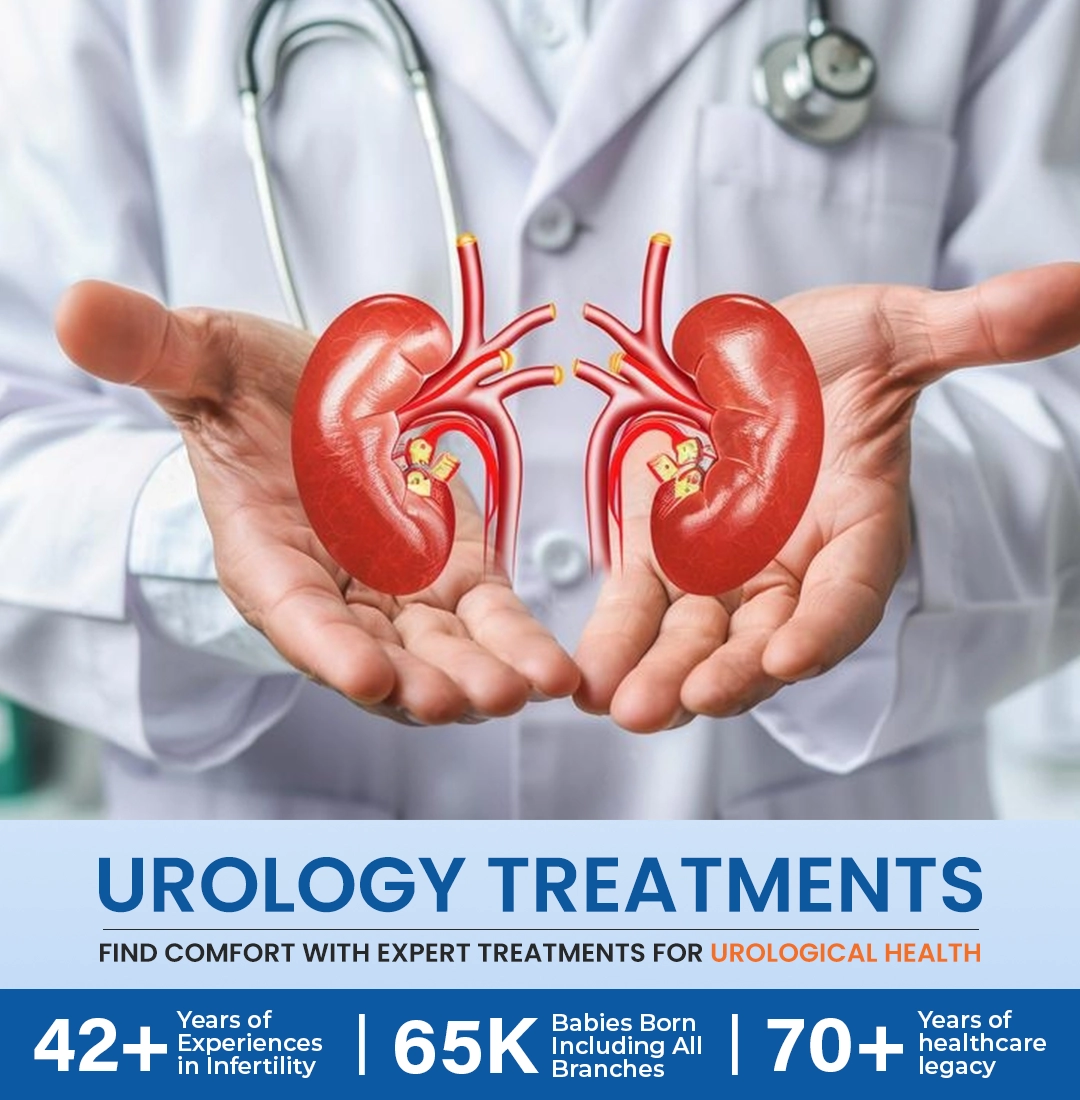 UROLOGY TREATMENTS
FIND COMFORT WITH EXPERT TREATMENTS FOR UROLOGICAL HEALTH
42+
Years of
Experiences
in Infertility
65K
Babies Born
Including All
Branches
70+
Years of
healthcare
legacy